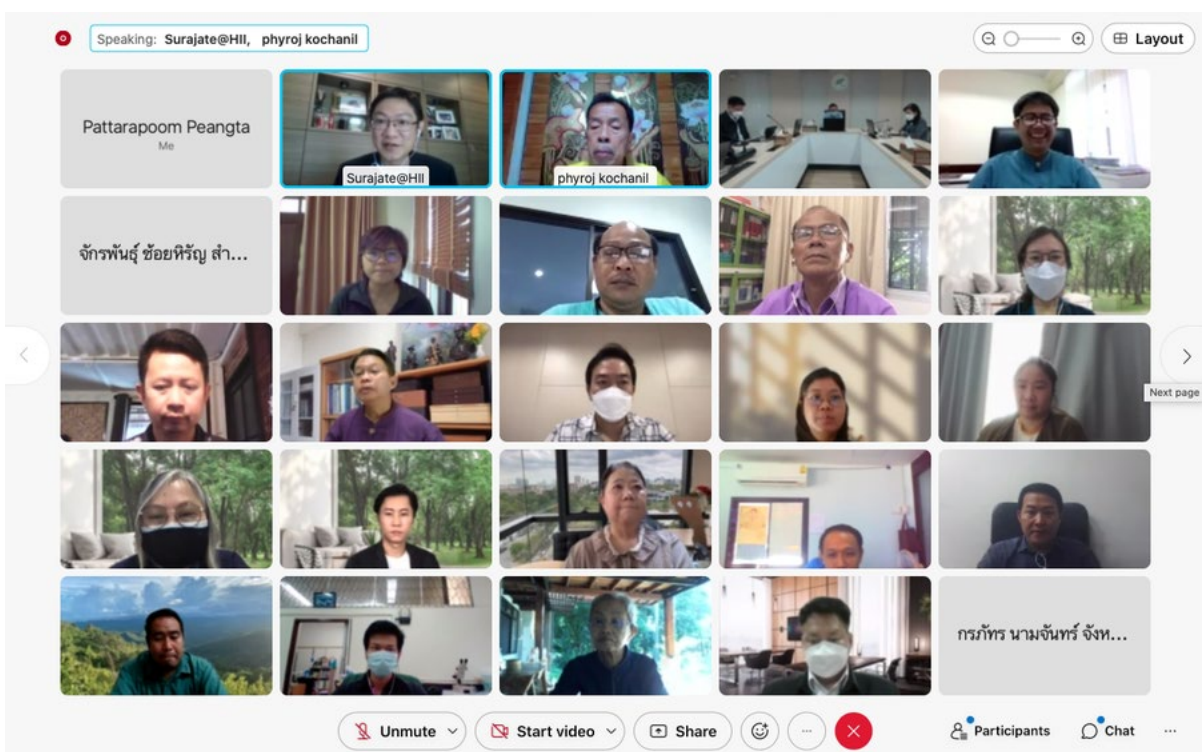 Speaking: Surajate@HII, phyroj kochanil
Layout
Pattarapoom Peangta
Me
Surajate@HII
phyroj kochanil
จักรพันธุ์ ช้อยหิรัญ สำ...
Next page
กรภัทร นามจันทร์ จังห...
Unmute
Start video
Share
Participants
Chat